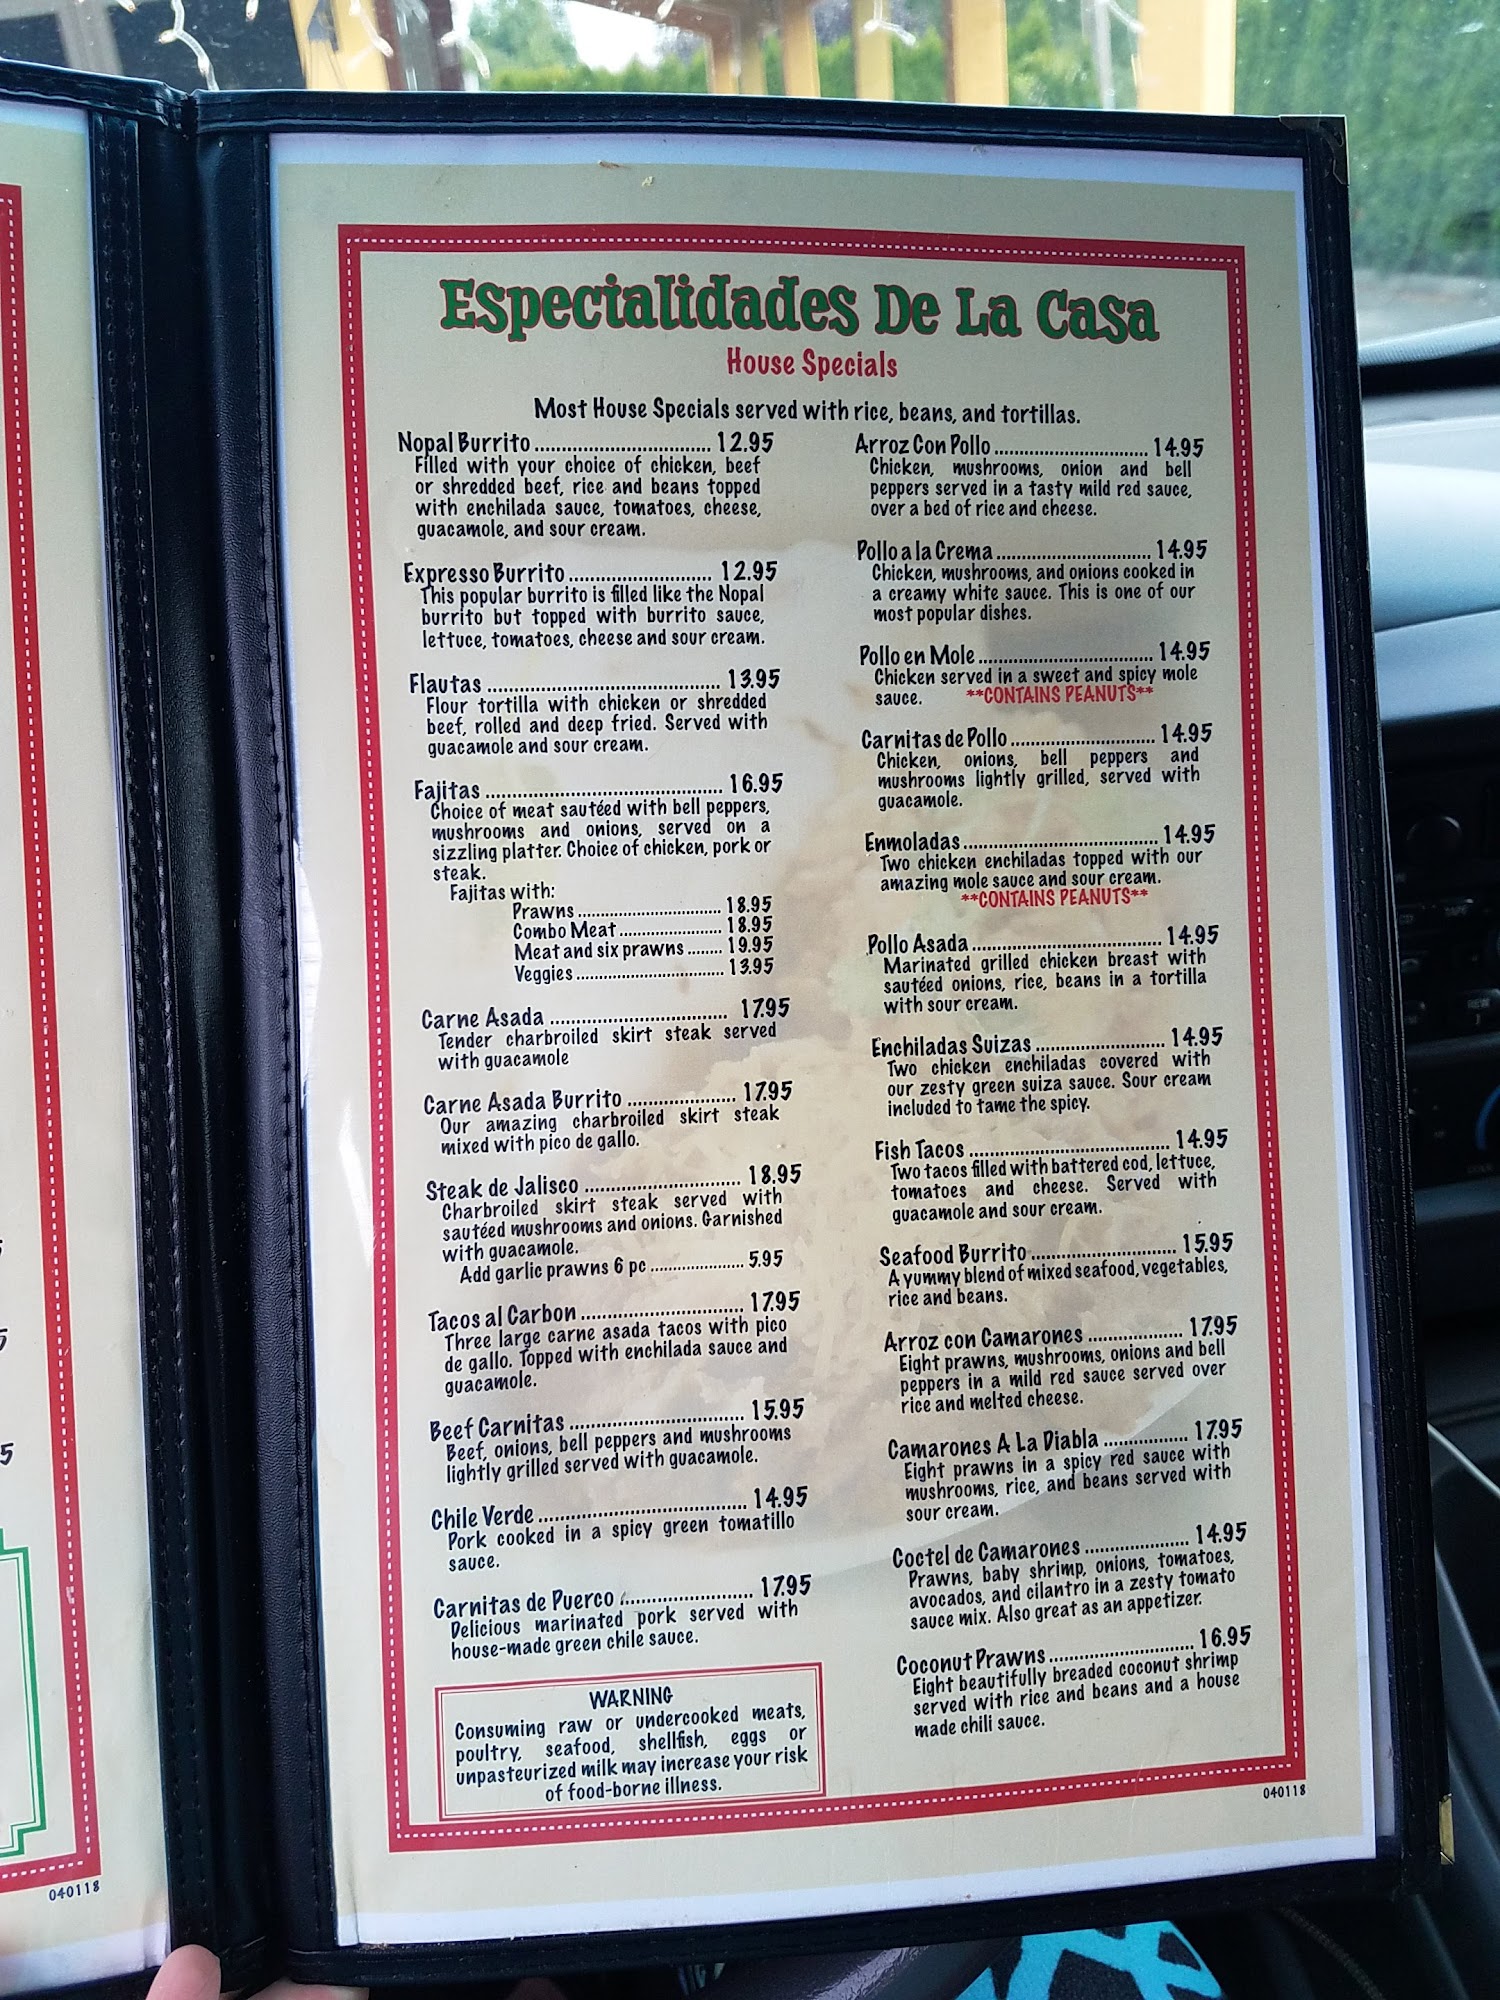 Especialidades De La Casa
House Specials
Most House Specials served with rice, beans, and tortillas.
Nopal Burrito .................................. 12.95
Filled with your choice of chicken, beef
or shredded beef, rice and beans topped
with enchilada sauce, tomatoes, cheese,
guacamole, and sour cream.
Expresso Burrito ........................... 12.95
This popular burrito is filled like the Nopal
burrito but topped with burrito sauce,
lettuce, tomatoes, cheese and sour cream.
Flautas ............................................ 13.95
Flour tortilla with chicken or shredded
beef, rolled and deep fried. Served with
guacamole and sour cream.
Fajitas ............................................. 16.95
Choice of meat sautéed with bell peppers,
mushrooms and onions, served on a
sizzling platter. Choice of chicken, pork or
steak.
Fajitas with:
Prawns ................................. 18.95
Combo Meat ........................ 18.95
Meat and six prawns ........ 19.95
Veggies .................................. 13.95
Carne Asada .................................. 17.95
Tender charbroiled skirt steak served
with guacamole
Carne Asada Burrito ..................... 17.95
Our amazing charbroiled skirt steak
mixed with pico de gallo.
Steak de Jalisco .............................. 18.95
Charbroiled skirt steak served with
sautéed mushrooms and onions. Garnished
with guacamole.
Add garlic prawns 6 pc ...................... 5.95
Tacos al Carbon ............................... 17.95
Three large carne asada tacos with pico
de gallo. Topped with enchilada sauce and
guacamole.
Beef Carnitas ................................. 15.95
Beef, onions, bell peppers and mushrooms
lightly grilled served with guacamole.
Chile Verde ........................................ 14.95
Pork cooked in a spicy green tomatillo
sauce.
Carnitas de Puerco ......................... 17.95
Delicious marinated pork served with
house-made green chile sauce.
WARNING
Consuming raw or undercooked meats,
poultry, seafood, shellfish, eggs or
unpasteurized milk may increase your risk
of food-borne illness.
Arroz Con Pollo ............................. 14.95
Chicken, mushrooms, onion and bell
peppers served in a tasty mild red sauce,
over a bed of rice and cheese.
Pollo a la Crema .............................. 14.95
Chicken, mushrooms, and onions cooked in
a creamy white sauce. This is one of our
most popular dishes.
Pollo en Mole .................................. 14.95
Chicken served in a sweet and spicy mole
sauce. **CONTAINS PEANUTS**
Carnitas de Pollo ............................ 14.95
Chicken, onions, bell peppers and
mushrooms lightly grilled, served with
guacamole.
Enmoladas ..................................... 14.95
Two chicken enchiladas topped with our
amazing mole sauce and sour cream.
**CONTAINS PEANUTS**
Pollo Asada .................................... 14.95
Marinated grilled chicken breast with
sautéed onions, rice, beans in a tortilla
with sour cream.
Enchiladas Suizas ......................... 14.95
Two chicken enchiladas covered with
our zesty green suiza sauce. Sour cream
included to tame the spicy.
Fish Tacos ...................................... 14.95
Two tacos filled with battered cod, lettuce,
tomatoes and cheese. Served with
guacamole and sour cream.
Seafood Burrito ............................ 15.95
A yummy blend of mixed seafood, vegetables,
rice and beans.
Arroz con Camarones ................... 17.95
Eight prawns, mushrooms, onions and bell
peppers in a mild red sauce served over
rice and melted cheese.
Camarones A La Diabla ................ 17.95
Eight prawns in a spicy red sauce with
mushrooms, rice, and beans served with
sour cream.
Coctel de Camarones .................... 14.95
Prawns, baby shrimp, onions, tomatoes,
avocados, and cilantro in a zesty tomato
sauce mix. Also great as an appetizer.
Coconut Prawns ............................ 16.95
Eight beautifully breaded coconut shrimp
served with rice and beans and a house
made chili sauce.
040118
040118